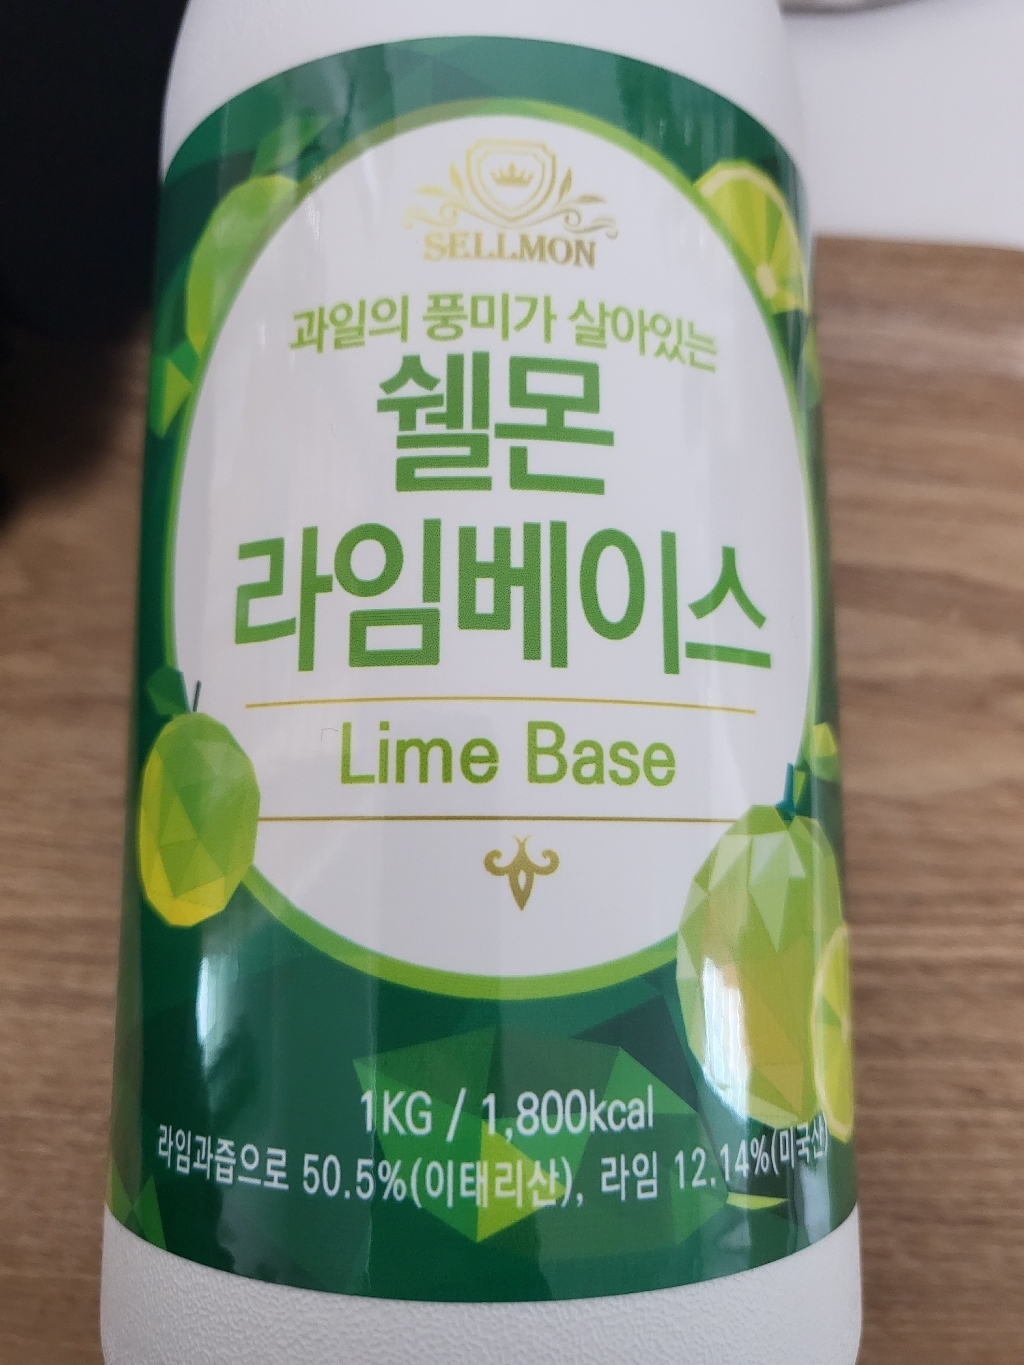 SELLMON
과일의 풍미가 살아있는
쉘몬
라임베이스
Lime Base
1KG / 1,800kcal
라임과즙으로 50.5%(이태리산), 라임 12.14%(미국산)